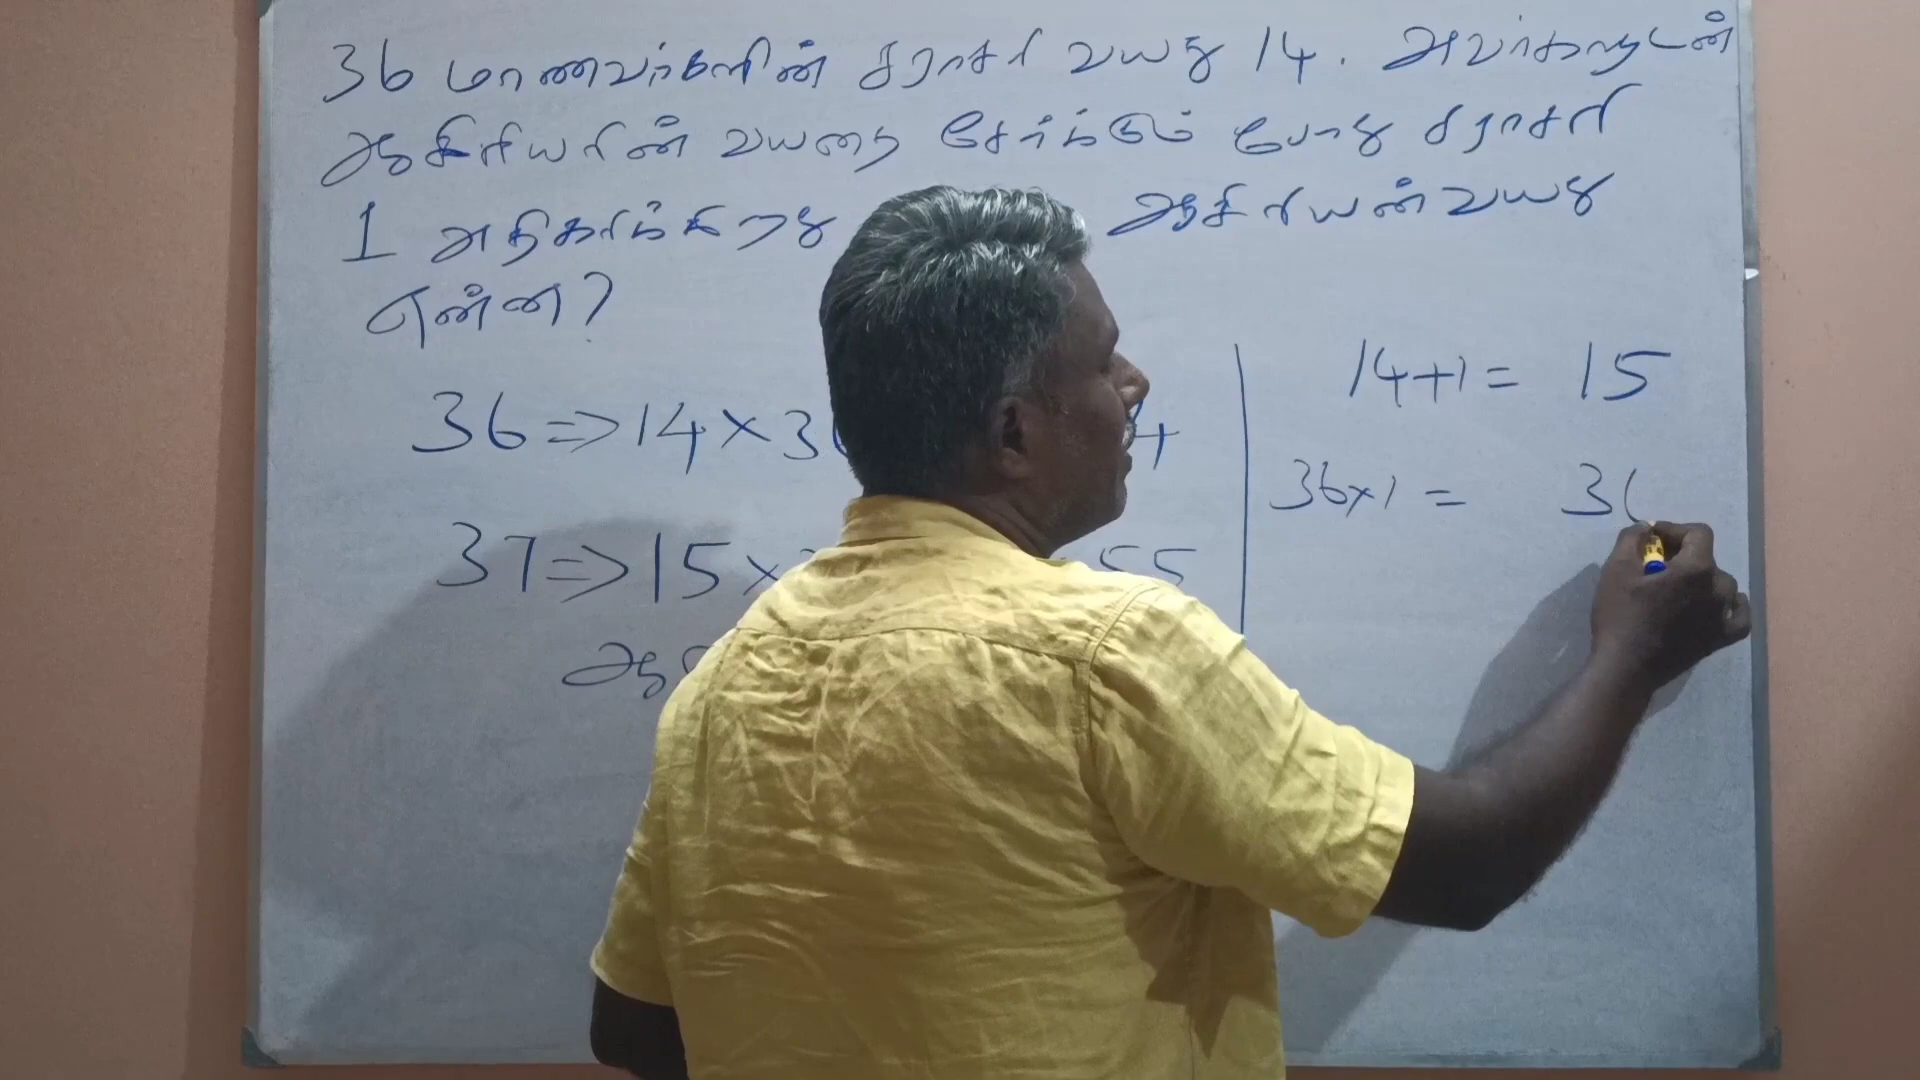 36 மாணவர்களின் சராசரி வயது 14. அவர்களுடன்
ஆசிரியரின் வயதை சேர்க்கும் போது சராசரி
1 அதிகரிக்கிறது ஆசிரியன் வயது
என்ன?
36 ⇒ 14 × 3
37 ⇒ 15 × 55
14+1 = 15
36×1 = 3